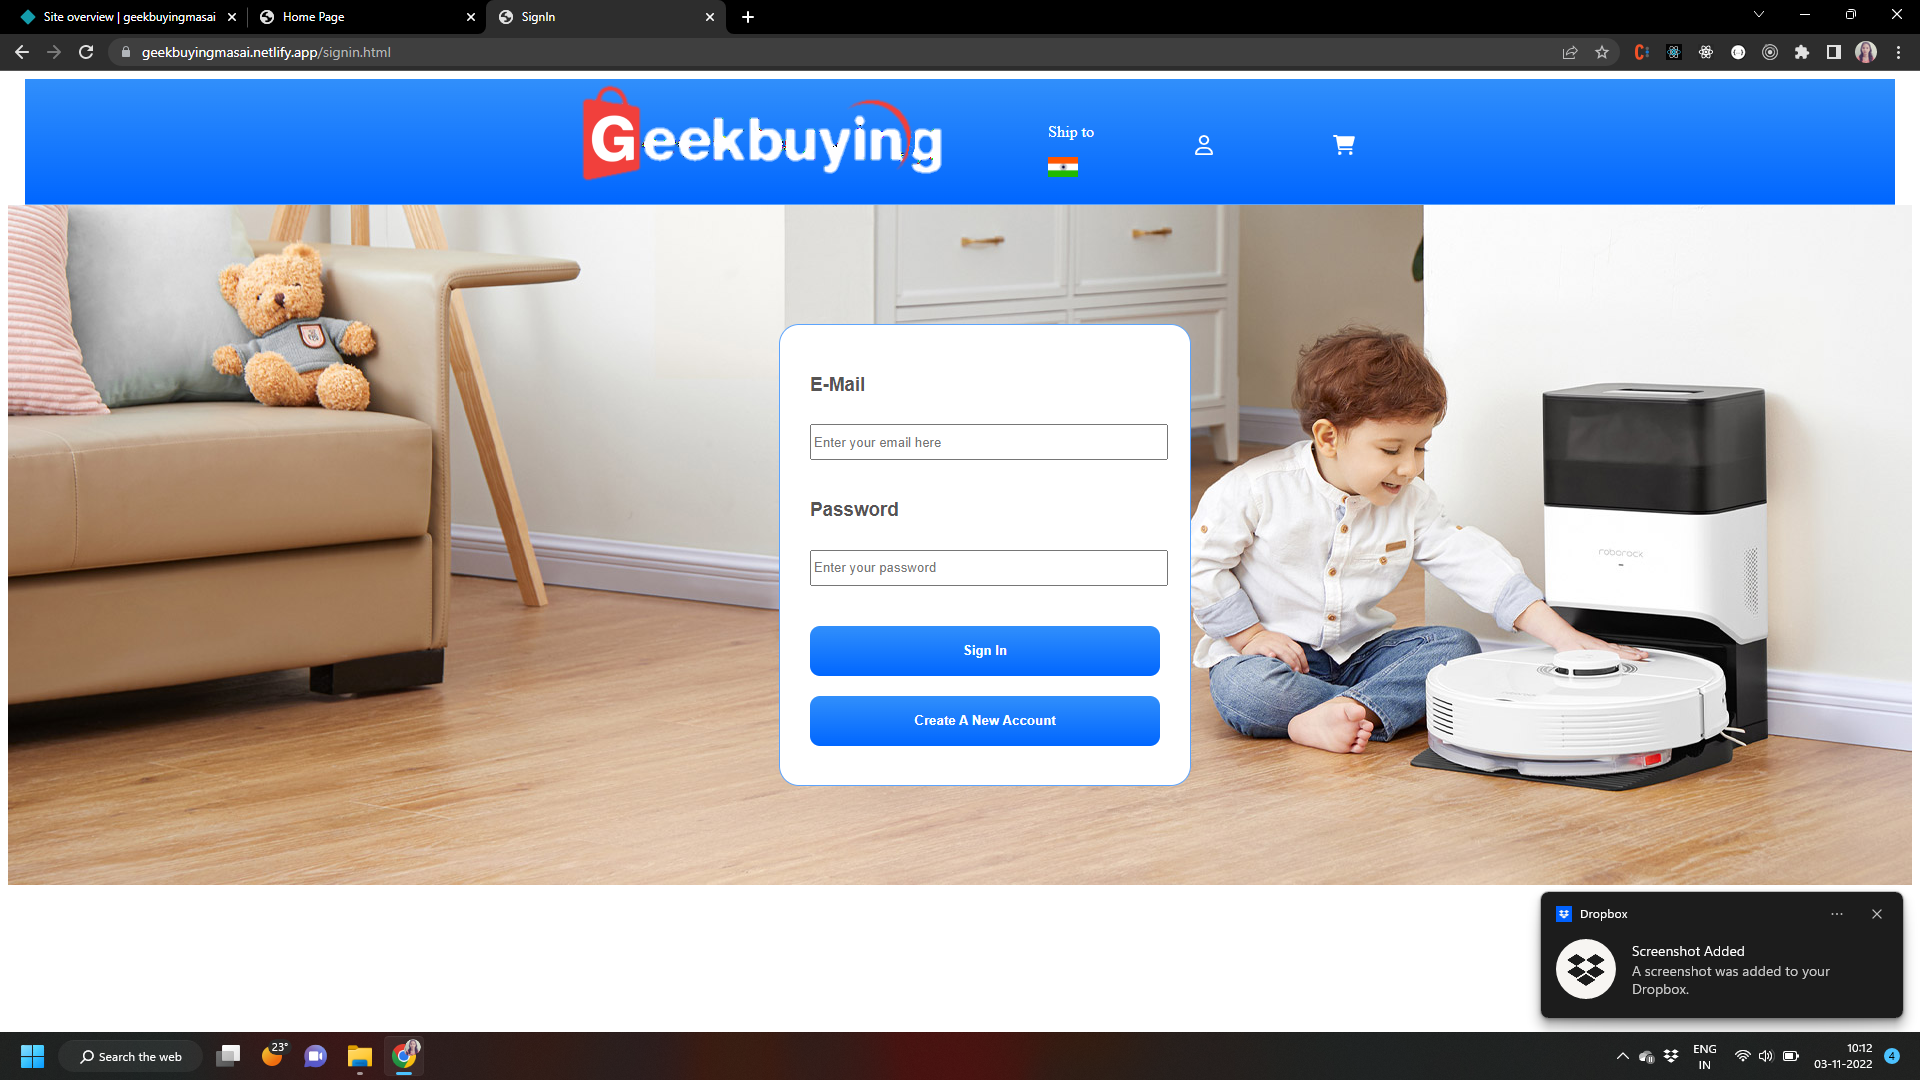 Site overview | geekbuyingmasai
Home Page
SignIn
geekbuyingmasai.netlify.app/signin.html
Geekbuying
Ship to
E-Mail
Enter your email here
Password
Enter your password
Sign In
Create A New Account
roborock
Dropbox
Screenshot Added
A screenshot was added to your
Dropbox.
Search the web
23°
ENG
IN
10:12
03-11-2022
4